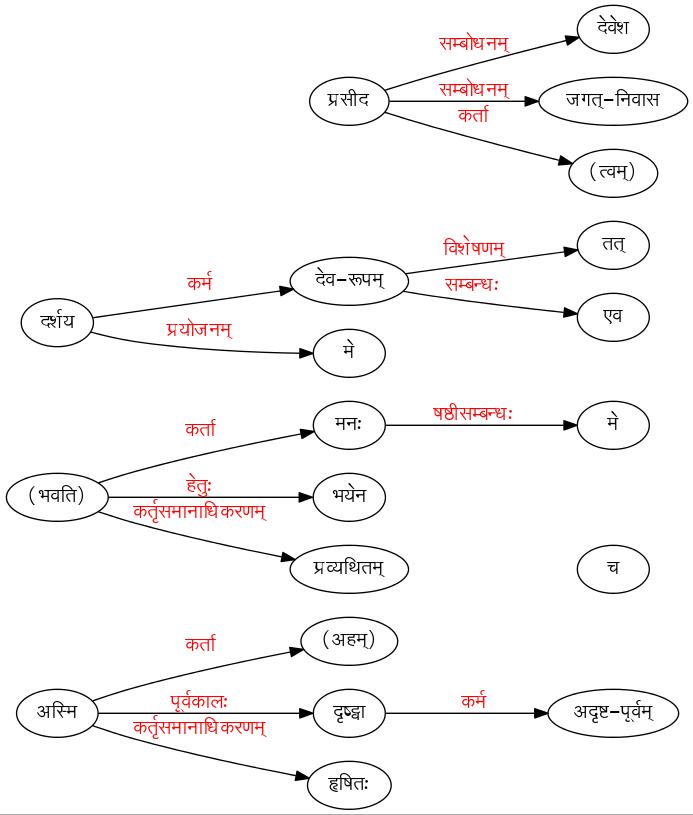 देवेश
सम्बोधनम्
प्रसीद
सम्बोधनम्
जगत्-निवास
कर्ता
(त्वम्)
तत्
विशेषणम्
देव-रूपम्
कर्म
सम्बन्धः
एव
दर्शय
प्रयोजनम्
मे
मनः
षष्ठीसम्बन्धः
मे
कर्ता
(भवति)
हेतुः
भयेन
कर्तृसमानाधिकरणम्
प्रव्यथितम्
च
(अहम्)
कर्ता
अस्मि
पूर्वकालः
दृष्ट्वा
कर्म
अदृष्ट-पूर्वम्
कर्तृसमानाधिकरणम्
हृषितः